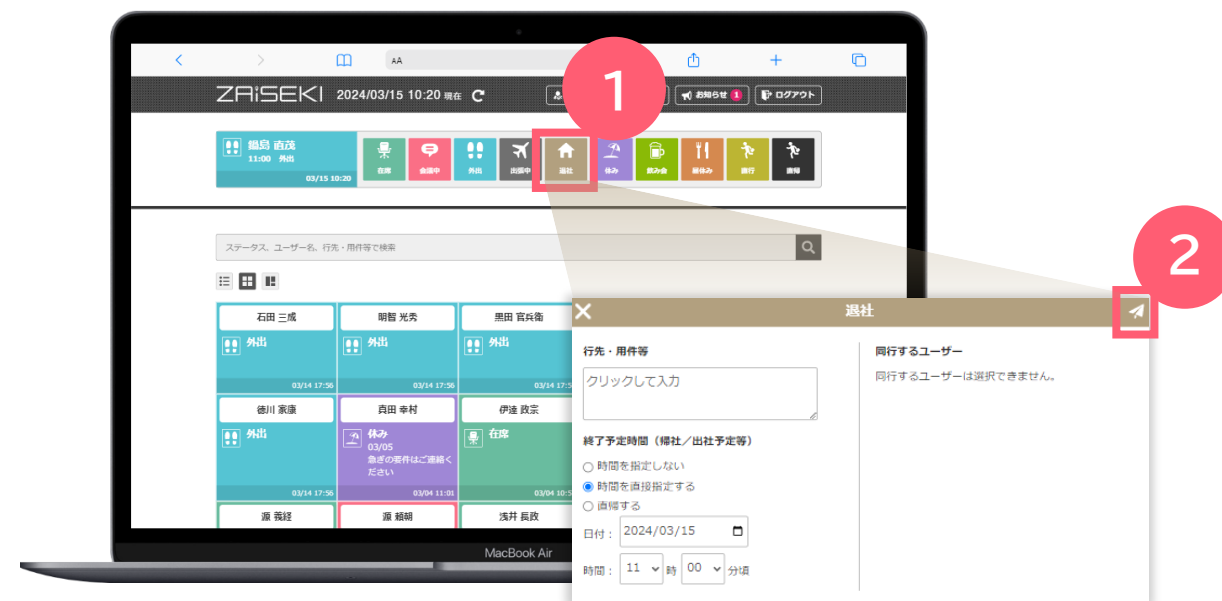 AA
1
ZAiSEKI 2024/03/15 10:20 現在
お知らせ 1 ログアウト
鍋島 直茂
11:00 外出
03/15 10:20
在席 会議中 外出 出張中 退社 休み 飲み会 昼休み 直行 直帰
2
ステータス、ユーザー名、行先・用件等で検索
石田 三成 明智 光秀 黒田 官兵衛
外出 外出 外出
03/14 17:56 03/14 17:56 03/14 17:5
徳川 家康 真田 幸村 伊達 政宗
外出 休み 在席
03/05
急ぎの要件はご連絡く
ださい
03/14 17:56 03/04 11:01 03/04 10:5
源 義経 源 頼朝 浅井 長政
MacBook Air
退社
行先・用件等
クリックして入力
終了予定時間（帰社／出社予定等）
時間を指定しない
時間を直接指定する
直帰する
日付： 2024/03/15
時間： 11 時 00 分頃
同行するユーザー
同行するユーザーは選択できません。